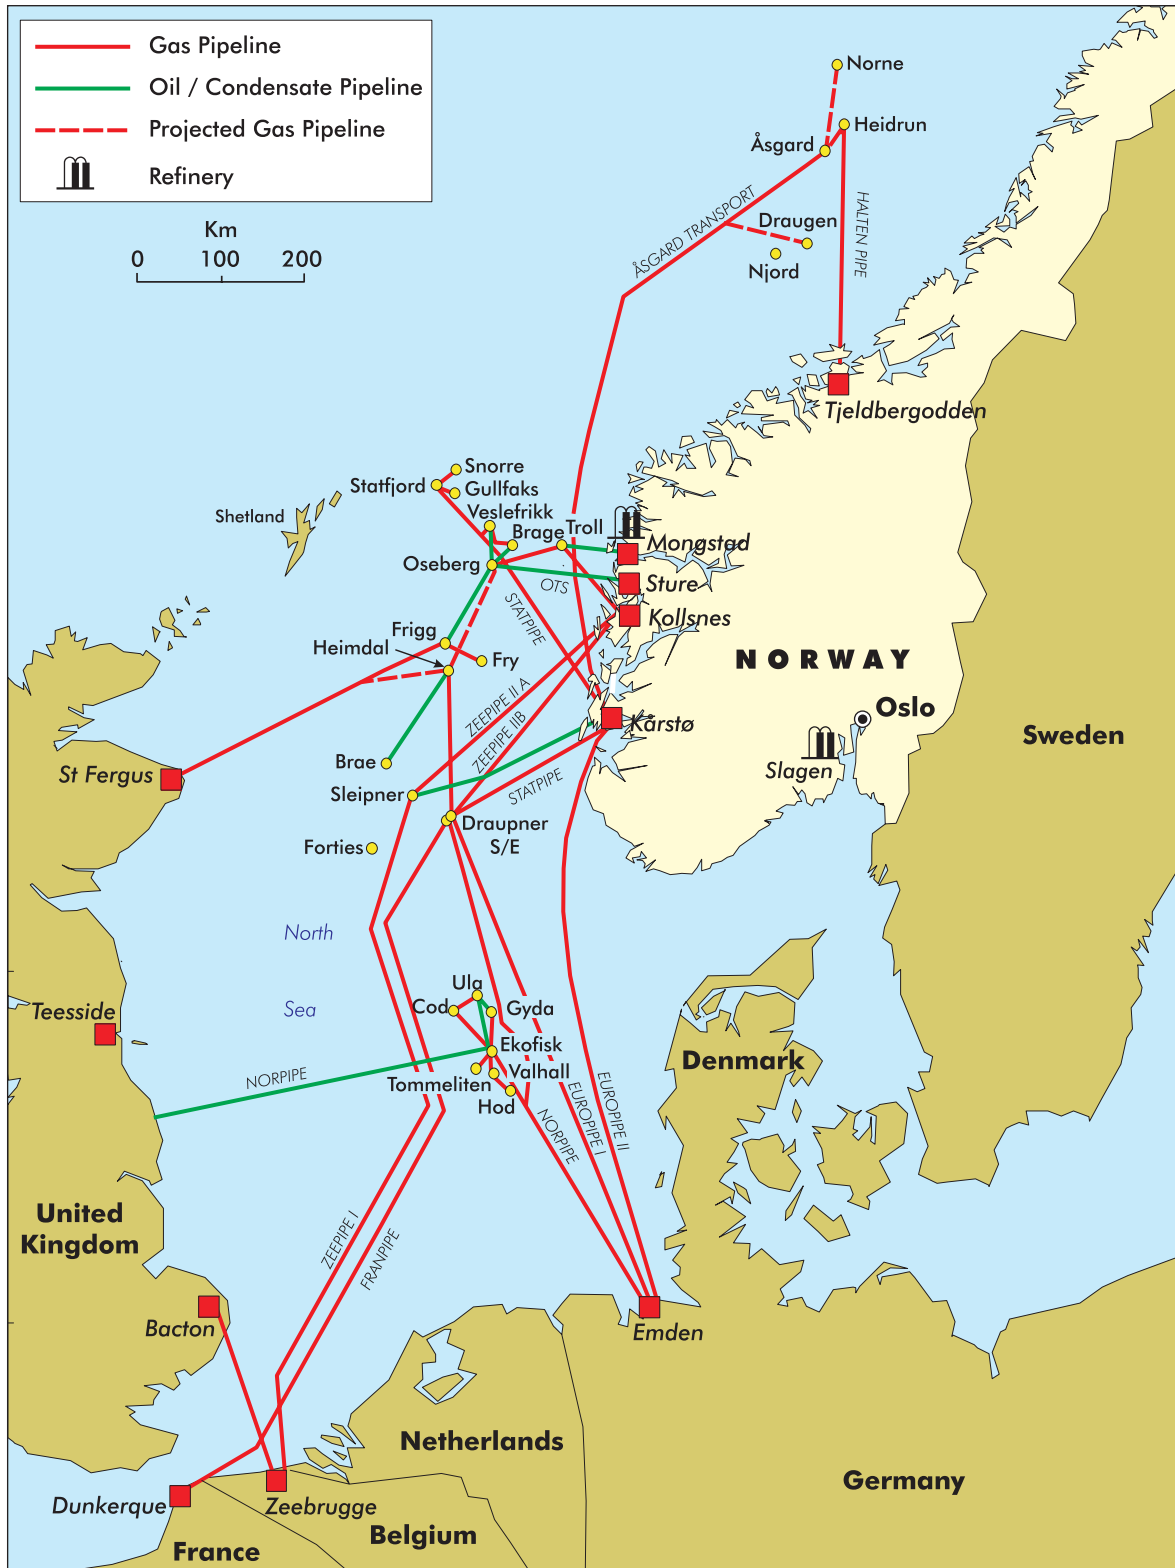 Gas Pipeline
Oil / Condensate Pipeline
Projected Gas Pipeline
Refinery
Km
0 100 200
Norne
Heidrun
Åsgard
ÅSGARD TRANSPORT
HALTEN PIPE
Draugen
Njord
Tjeldbergodden
Snorre
Statfjord
Gullfaks
Veslefrikk
Shetland
Brage
Troll
Mongstad
Oseberg
OTS
Sture
STATPIPE
Kollsnes
Frigg
Heimdal
Fry
NORWAY
ZEEPIPE II A
ZEEPIPE IIB
Oslo
Kårstø
Sweden
Brae
Slagen
St Fergus
Sleipner
STATPIPE
Draupner
S/E
Forties
North
Sea
Ula
Cod
Gyda
Teesside
Ekofisk
Denmark
Valhall
NORPIPE
Tommeliten
Hod
NORPIPE
EUROPIPE I
EUROPIPE II
United
Kingdom
ZEEPIPE I
FRANPIPE
Bacton
Emden
Netherlands
Germany
Dunkerque
Zeebrugge
Belgium
France